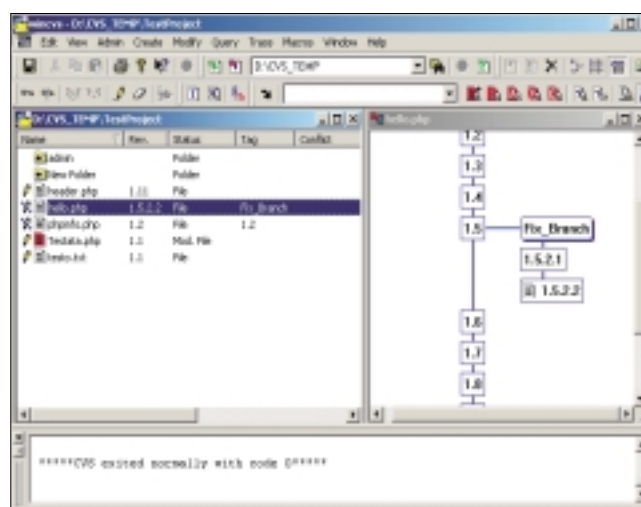 wincvs - D:\CVS_TEMP\TestProject
Edit View Admin Create Modify Query Trace Macro Window Help
D:\CVS_TEMP
D:\CVS_TEMP\TestProject
Name Rev. Status Tag Conflict
admin Folder
New Folder Folder
header.php 1.11 File
hello.php 1.5.2.2 File Fix_Branch
phpinfo.php 1.2 File 1.2
Testata.php 1.1 Mod. File
testo.txt 1.1 File
hello.php
1.2
1.3
1.4
1.5 Fix_Branch
1.5.2.1
1.5.2.2
1.6
1.7
1.8
*****CVS exited normally with code 0*****